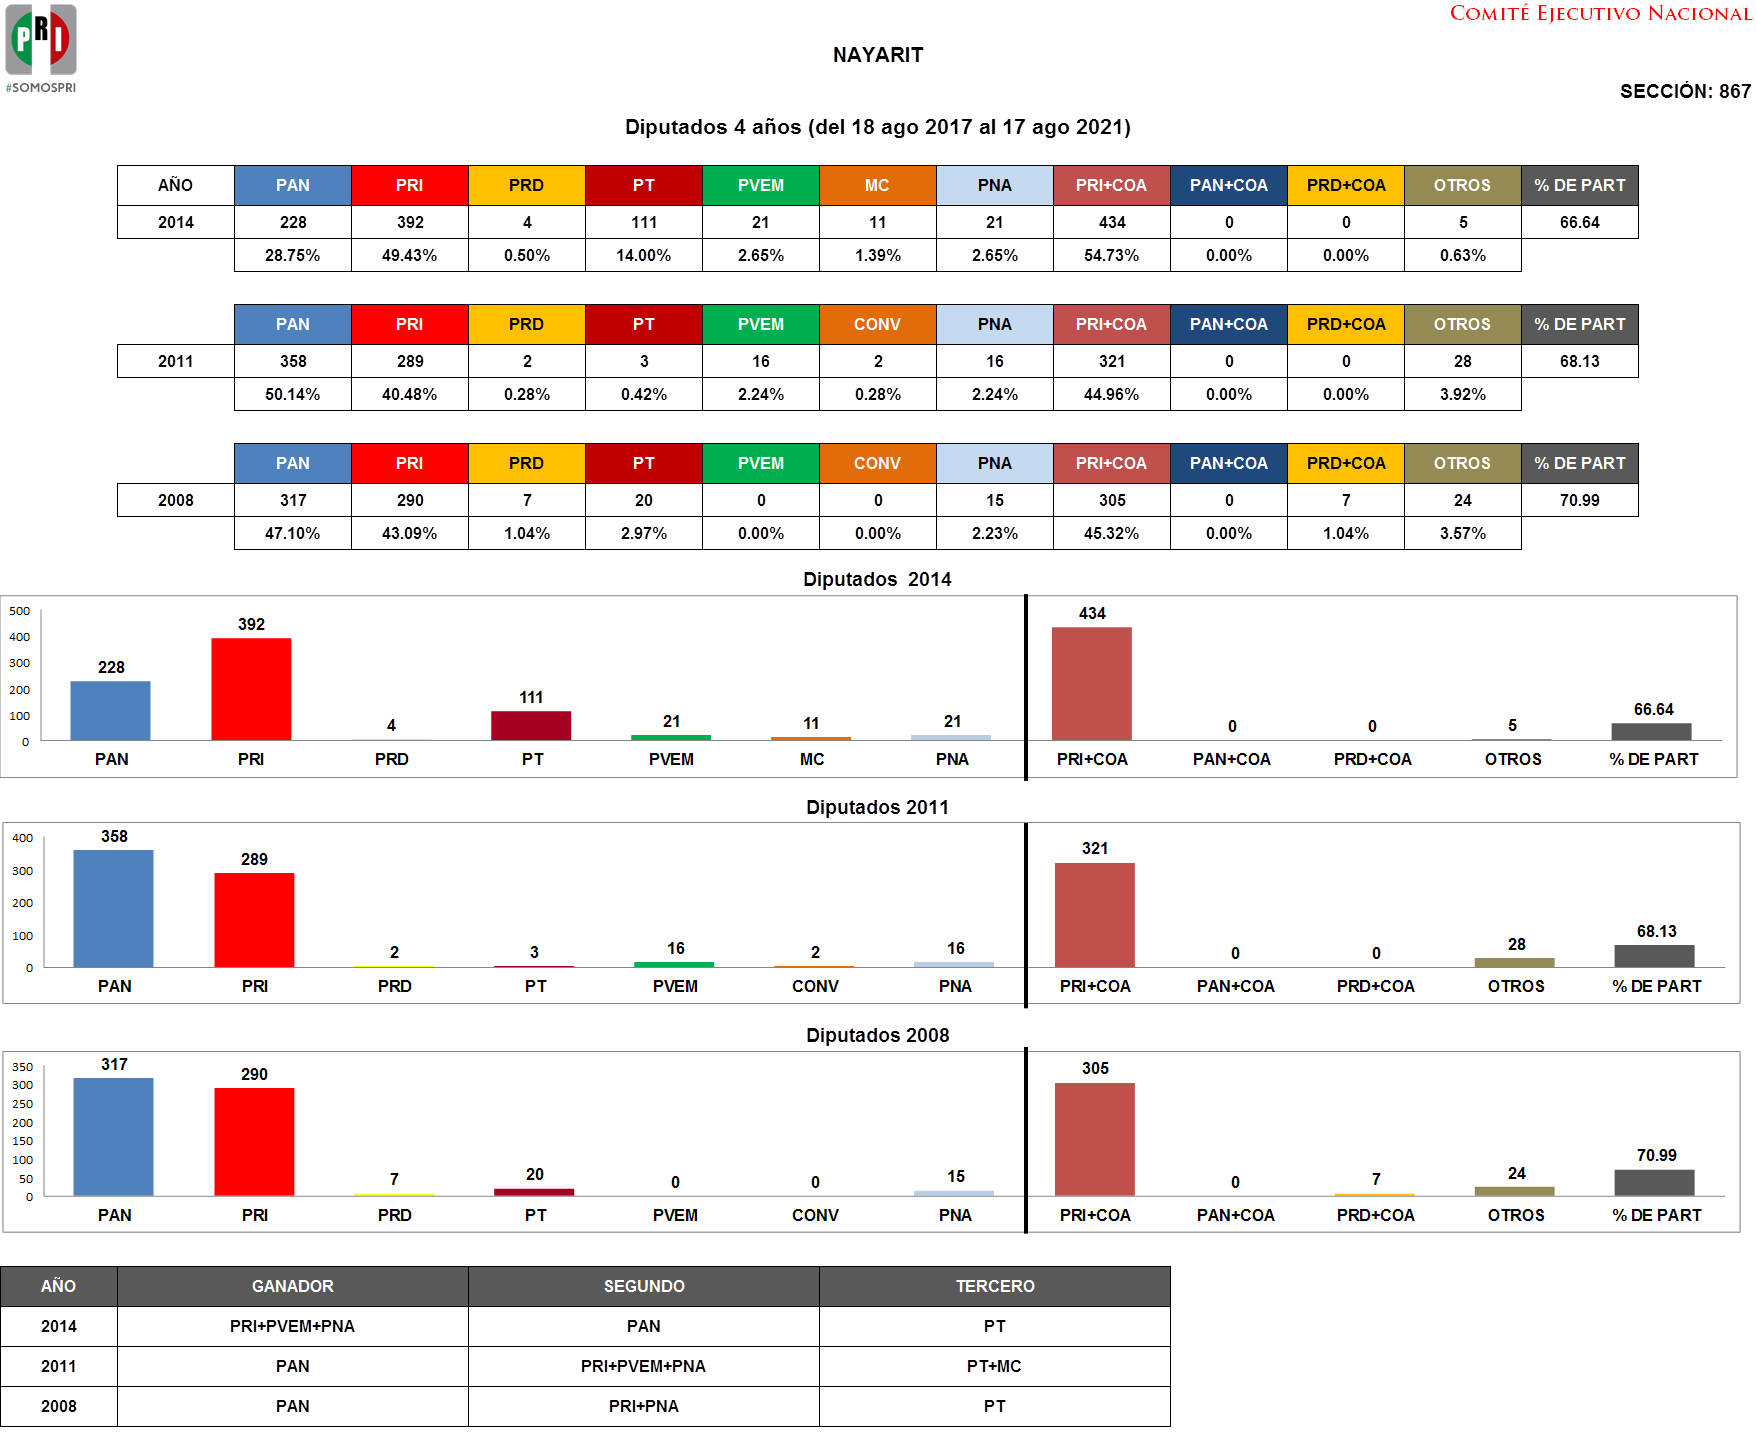 PRI
#SOMOSPRI
COMITÉ EJECUTIVO NACIONAL
NAYARIT
SECCIÓN: 867
Diputados 4 años (del 18 ago 2017 al 17 ago 2021)
AÑO PAN PRI PRD PT PVEM MC PNA PRI+COA PAN+COA PRD+COA OTROS % DE PART
2014 228 392 4 111 21 11 21 434 0 0 5 66.64
28.75% 49.43% 0.50% 14.00% 2.65% 1.39% 2.65% 54.73% 0.00% 0.00% 0.63%
PAN PRI PRD PT PVEM CONV PNA PRI+COA PAN+COA PRD+COA OTROS % DE PART
2011 358 289 2 3 16 2 16 321 0 0 28 68.13
50.14% 40.48% 0.28% 0.42% 2.24% 0.28% 2.24% 44.96% 0.00% 0.00% 3.92%
PAN PRI PRD PT PVEM CONV PNA PRI+COA PAN+COA PRD+COA OTROS % DE PART
2008 317 290 7 20 0 0 15 305 0 7 24 70.99
47.10% 43.09% 1.04% 2.97% 0.00% 0.00% 2.23% 45.32% 0.00% 1.04% 3.57%
Diputados 2014
500
400
300
200
100
0
228 392 4 111 21 11 21 434 0 0 5 66.64
PAN PRI PRD PT PVEM MC PNA PRI+COA PAN+COA PRD+COA OTROS % DE PART
Diputados 2011
400
300
200
100
0
358 289 2 3 16 2 16 321 0 0 28 68.13
PAN PRI PRD PT PVEM CONV PNA PRI+COA PAN+COA PRD+COA OTROS % DE PART
Diputados 2008
350
300
250
200
150
100
50
0
317 290 7 20 0 0 15 305 0 7 24 70.99
PAN PRI PRD PT PVEM CONV PNA PRI+COA PAN+COA PRD+COA OTROS % DE PART
AÑO GANADOR SEGUNDO TERCERO
2014 PRI+PVEM+PNA PAN PT
2011 PAN PRI+PVEM+PNA PT+MC
2008 PAN PRI+PNA PT